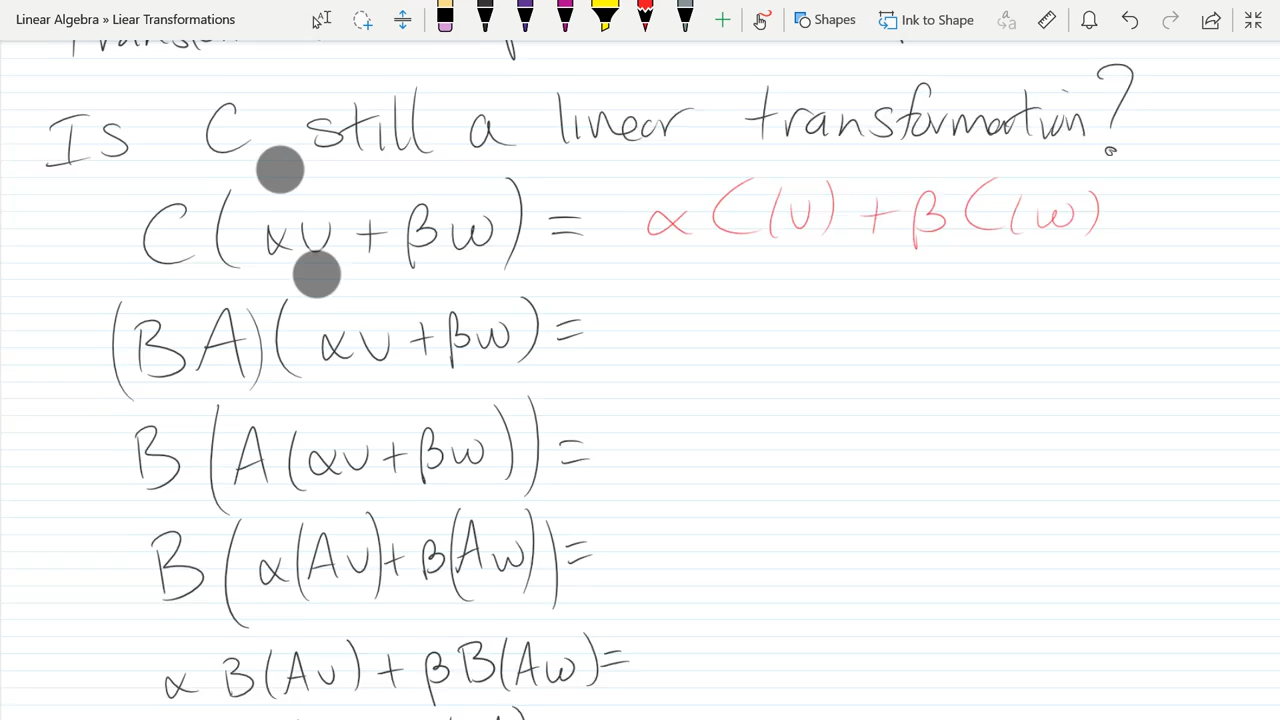 Linear Algebra » Liear Transformations
Shapes
Ink to Shape
Is C still a linear transformation?
C(αv + βw) = αC(v) + βC(w)
(BA)(αv + βw) =
B(A(αv + βw)) =
B(α(Av) + β(Aw)) =
αB(Av) + βB(Aw) =